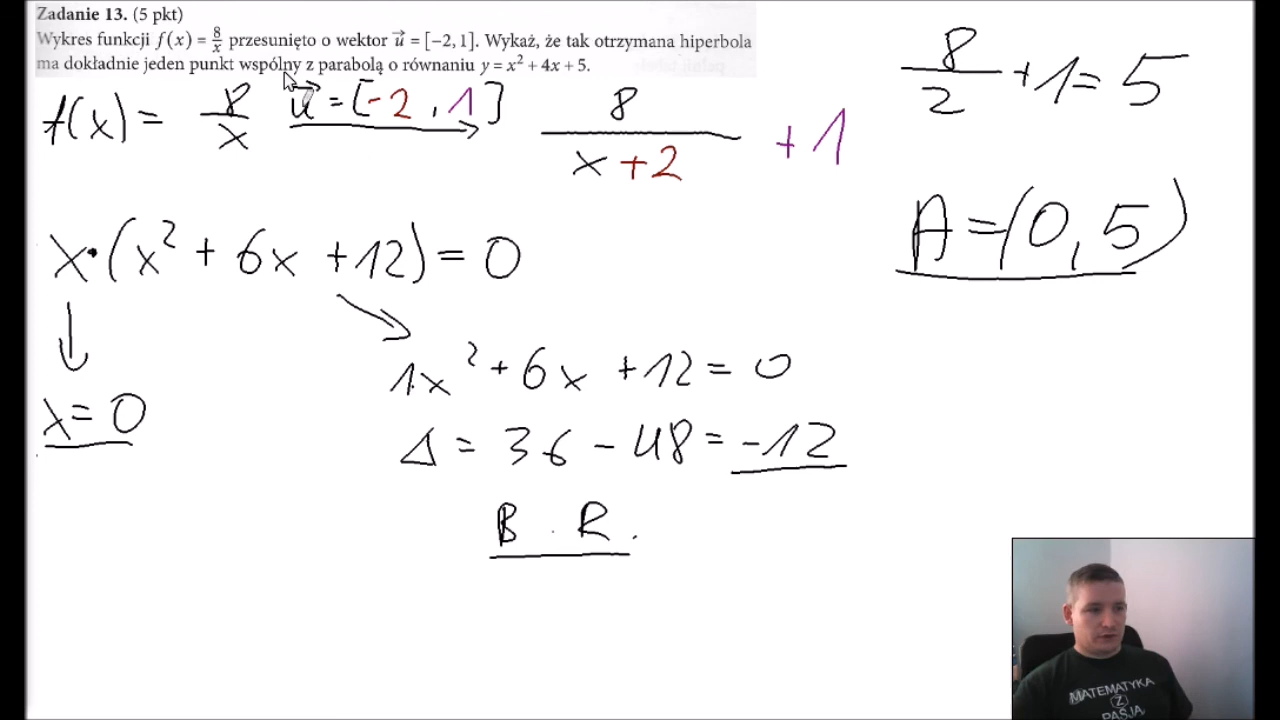 Zadanie 13. (5 pkt)
Wykres funkcji f(x) = 8/x przesunięto o wektor u⃗ = [−2, 1]. Wykaż, że tak otrzymana hiperbola
ma dokładnie jeden punkt wspólny z parabolą o równaniu y = x² + 4x + 5.
f(x) = 8/x u⃗ = [-2, 1] 8/(x+2) + 1
8/2 + 1 = 5
A = (0, 5)
x·(x² + 6x + 12) = 0
x = 0
1x² + 6x + 12 = 0
Δ = 36 - 48 = -12
B.R.
MATEMATYKA
Z
PASJĄ